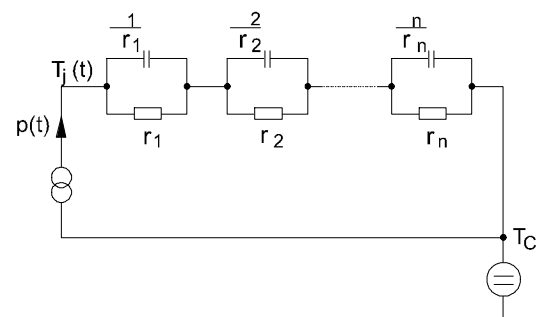 1/r1
2/r2
n/rn
Tj(t)
p(t)
r1
r2
rn
TC